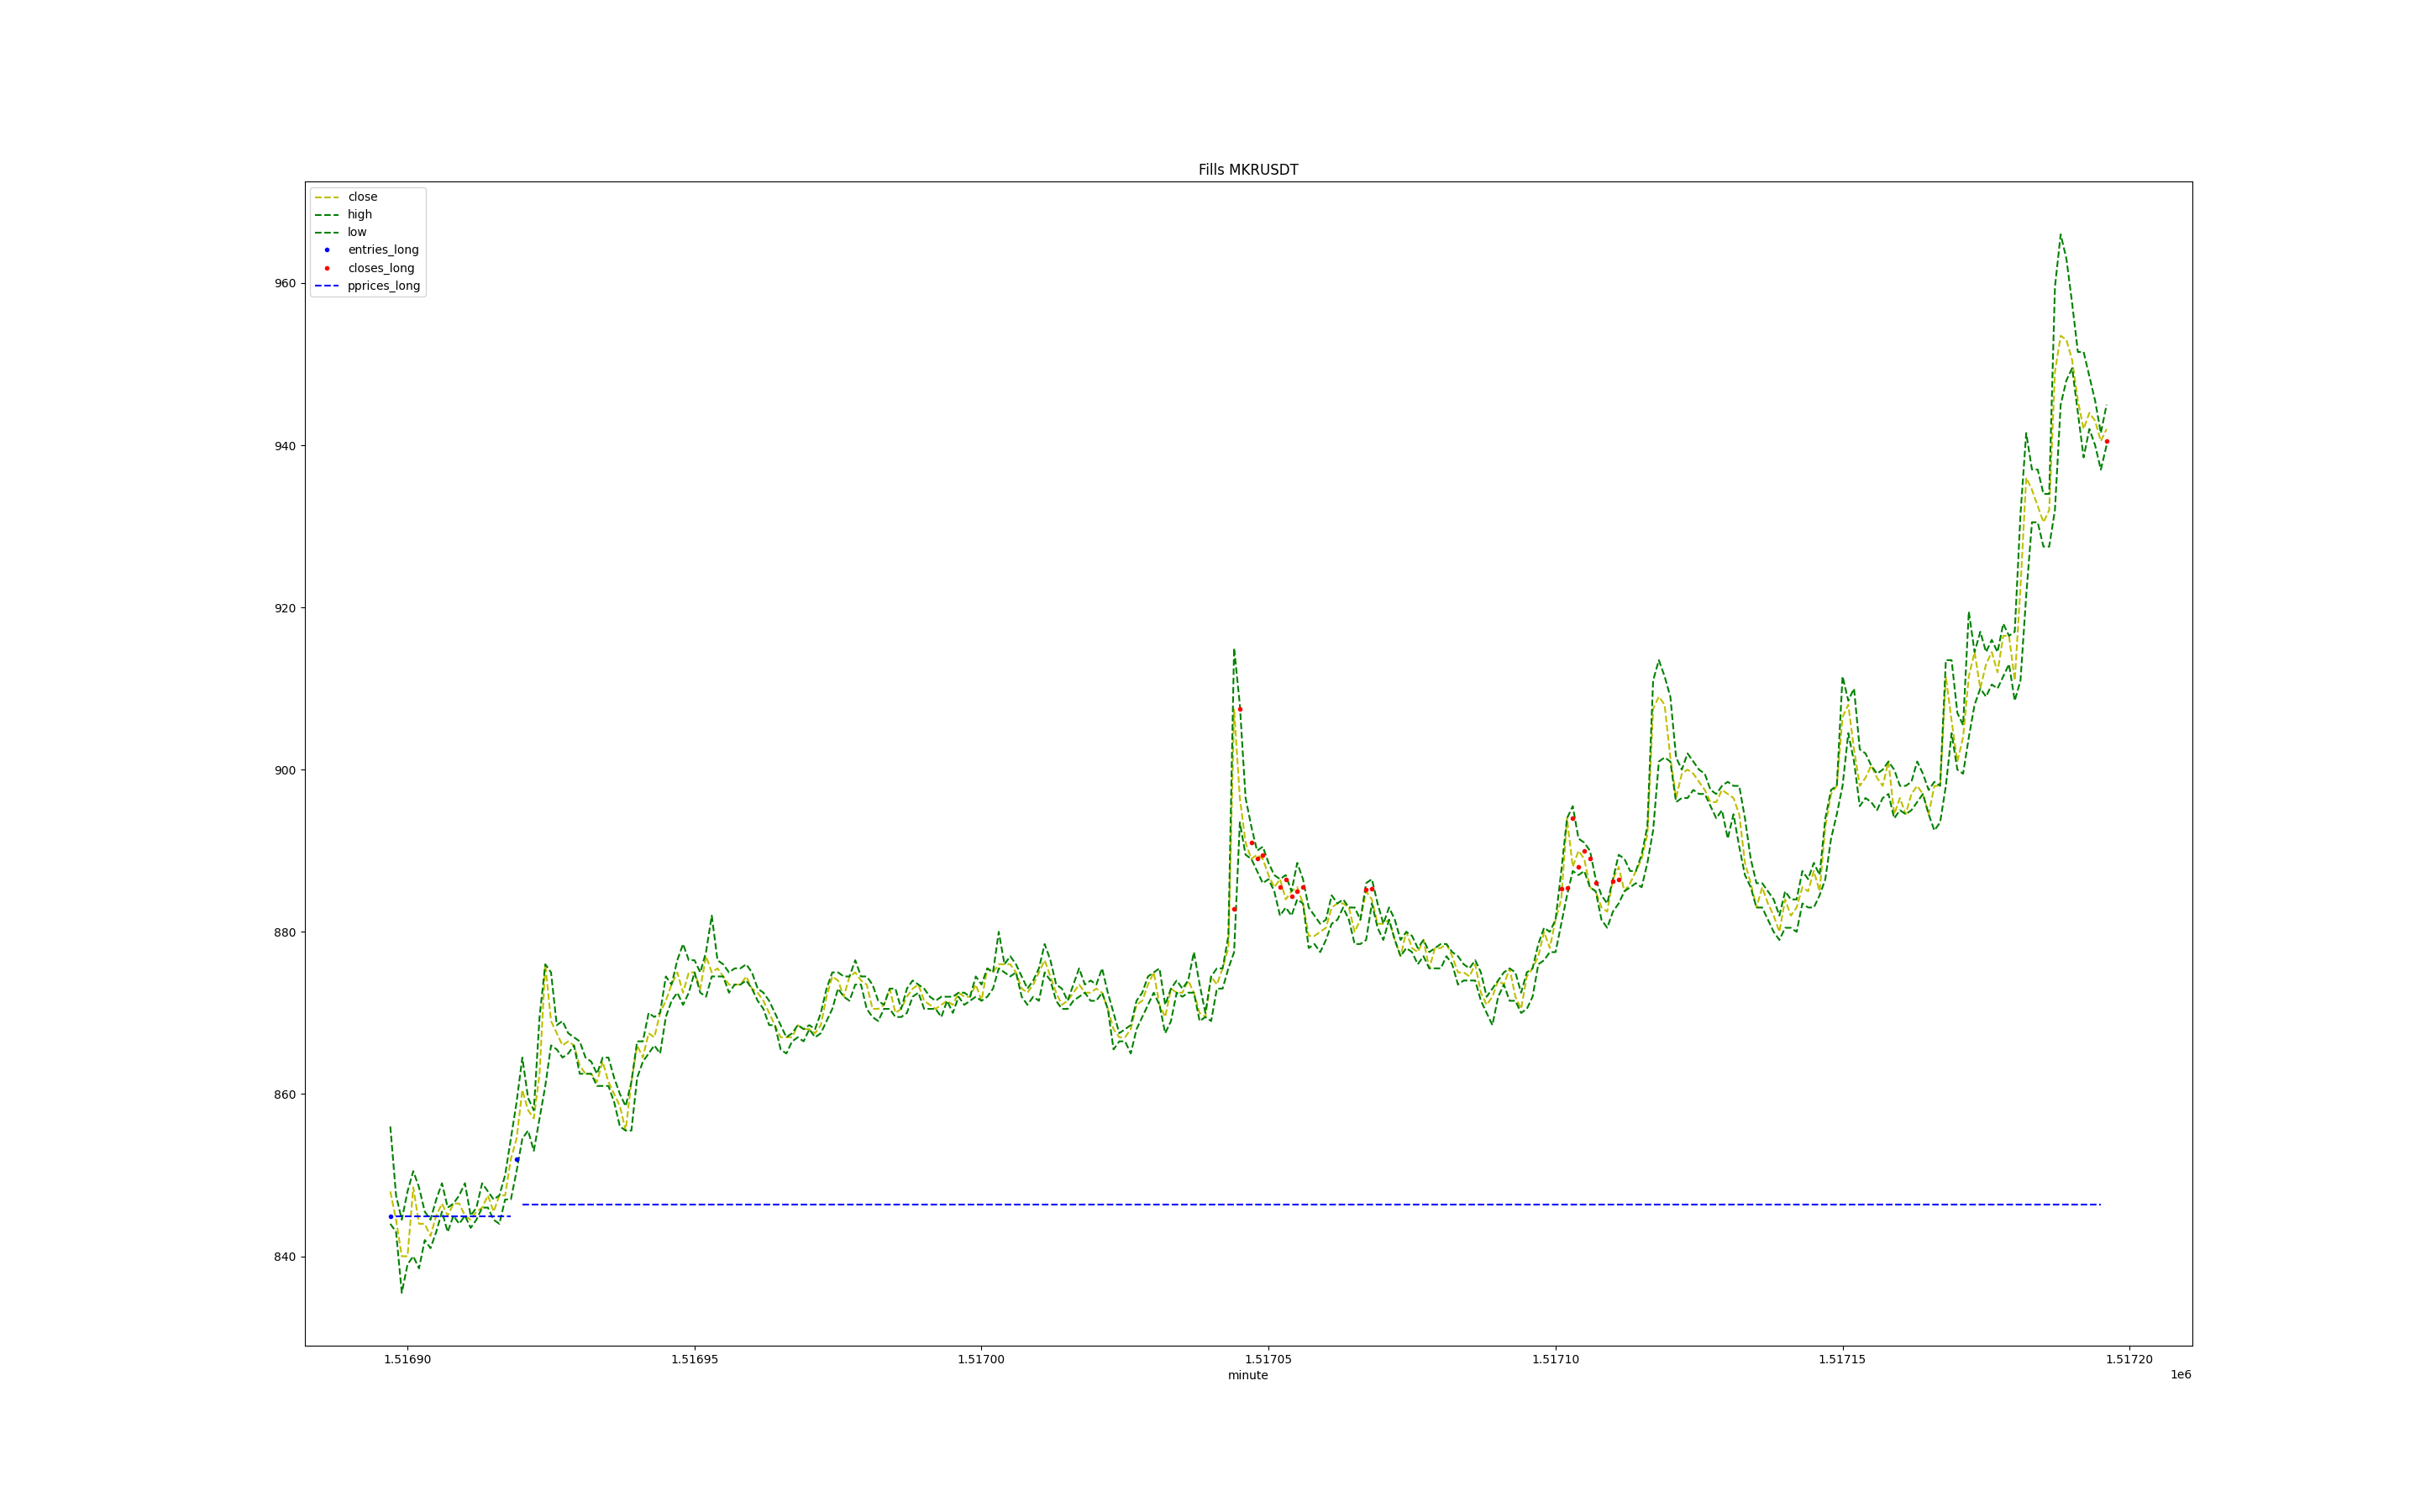 Fills MKRUSDT
close
high
low
entries_long
closes_long
pprices_long
960
940
920
900
880
860
840
1.51690 1.51695 1.51700 1.51705 1.51710 1.51715 1.51720
minute
1e6